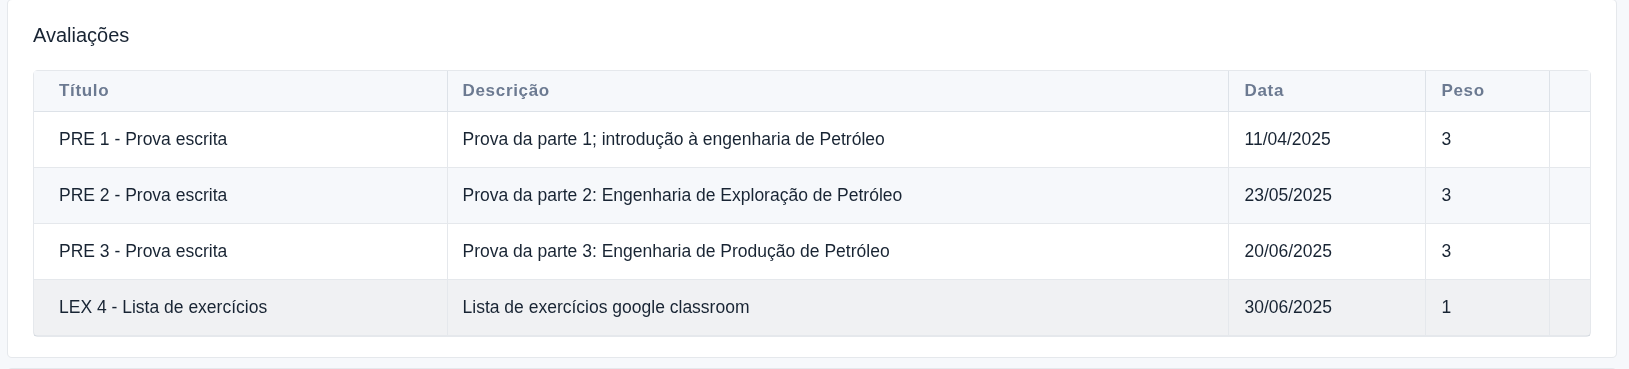 Avaliações
Título Descrição Data Peso
PRE 1 - Prova escrita Prova da parte 1; introdução à engenharia de Petróleo 11/04/2025 3
PRE 2 - Prova escrita Prova da parte 2: Engenharia de Exploração de Petróleo 23/05/2025 3
PRE 3 - Prova escrita Prova da parte 3: Engenharia de Produção de Petróleo 20/06/2025 3
LEX 4 - Lista de exercícios Lista de exercícios google classroom 30/06/2025 1